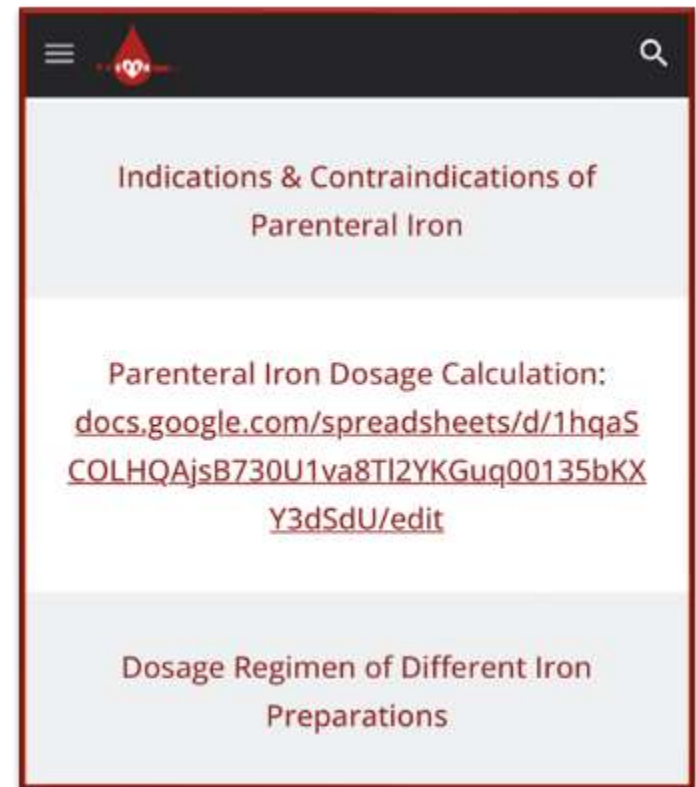 Indications & Contraindications of
Parenteral Iron
Parenteral Iron Dosage Calculation:
docs.google.com/spreadsheets/d/1hqaS
COLHQAjsB730U1va8Tl2YKGuq00135bKX
Y3dSdU/edit
Dosage Regimen of Different Iron
Preparations